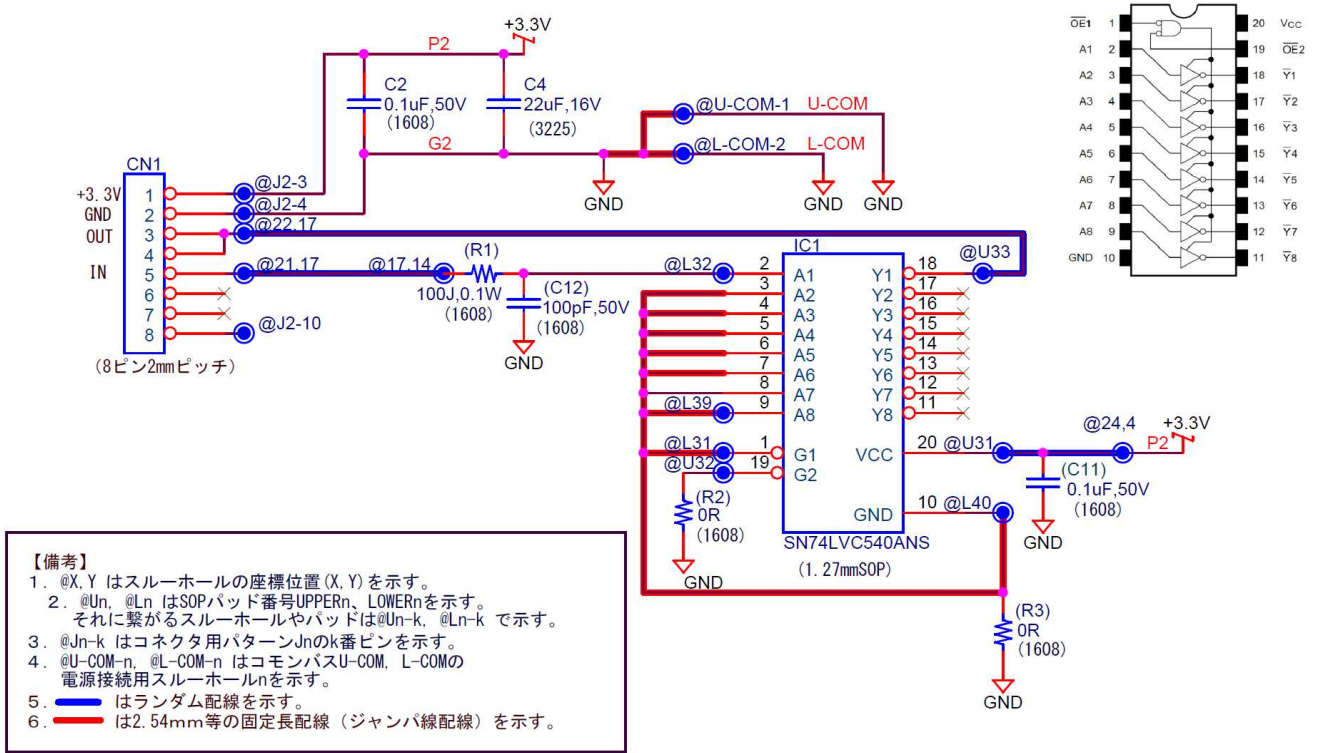 +3.3V
P2
C2
0.1uF,50V
(1608)
C4
22uF,16V
(3225)
G2
@U-COM-1
U-COM
@L-COM-2
L-COM
GND
GND
GND
CN1
+3.3V
GND
OUT
IN
1
2
3
4
5
6
7
8
@J2-3
@J2-4
@22,17
@21,17
@17,14
@J2-10
(8ピン2mmピッチ)
(R1)
100J,0.1W
(1608)
(C12)
100pF,50V
(1608)
GND
@L32
IC1
2
3
4
5
6
7
8
9
1
19
A1
A2
A3
A4
A5
A6
A7
A8
G1
G2
Y1
Y2
Y3
Y4
Y5
Y6
Y7
Y8
VCC
GND
18
17
16
15
14
13
12
11
20
10
@U33
@L39
@L31
@U32
@U31
@L40
@24,4
P2
+3.3V
(C11)
0.1uF,50V
(1608)
GND
(R2)
0R
(1608)
GND
SN74LVC540ANS
(1.27mmSOP)
(R3)
0R
(1608)
GND
OE1 1
A1 2
A2 3
A3 4
A4 5
A5 6
A6 7
A7 8
A8 9
GND 10
20 Vcc
19 OE2
18 Y1
17 Y2
16 Y3
15 Y4
14 Y5
13 Y6
12 Y7
11 Y8
【備考】
1. @X,Y はスルーホールの座標位置(X,Y)を示す。
2. @Un, @Ln はSOPパッド番号UPPERn、LOWERnを示す。
それに繋がるスルーホールやパッドは@Un-k, @Ln-k で示す。
3. @Jn-k はコネクタ用パターンJnのk番ピンを示す。
4. @U-COM-n, @L-COM-n はコモンバスU-COM, L-COMの
電源接続用スルーホールnを示す。
5. はランダム配線を示す。
6. は2.54mm等の固定長配線（ジャンパ線配線）を示す。